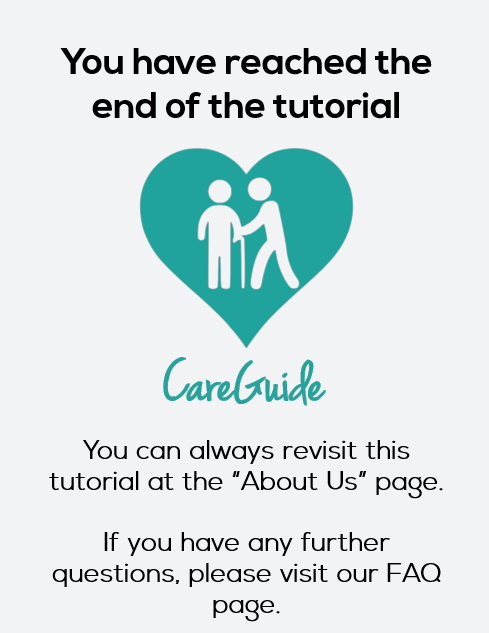 You have reached the
end of the tutorial
CareGuide
You can always revisit this
tutorial at the "About Us" page.
If you have any further
questions, please visit our FAQ
page.